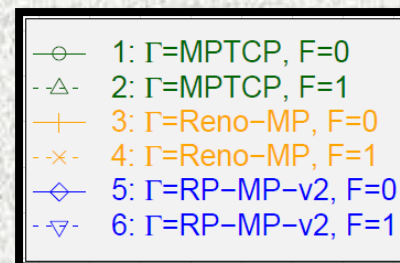 1: Γ=MPTCP, F=0
2: Γ=MPTCP, F=1
3: Γ=Reno−MP, F=0
4: Γ=Reno−MP, F=1
5: Γ=RP−MP−v2, F=0
6: Γ=RP−MP−v2, F=1